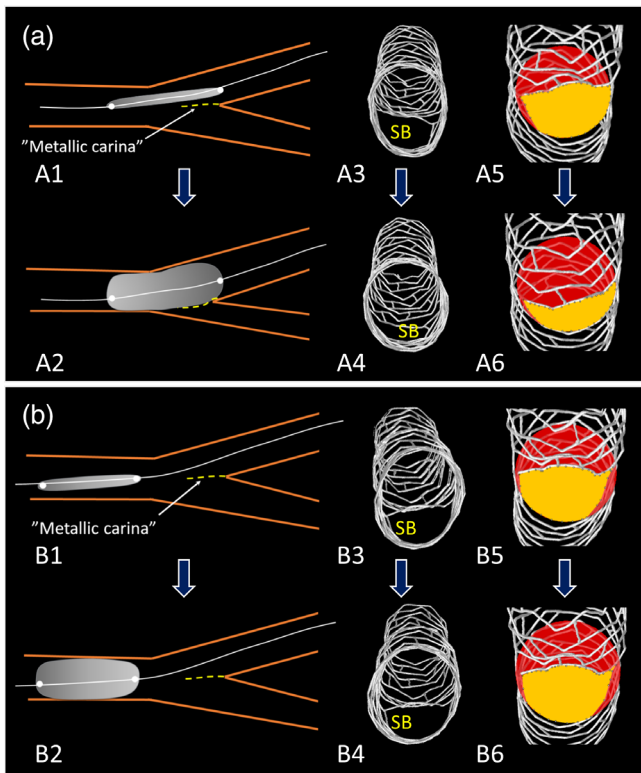 (a)
SB
"Metallic carina"
A1
A3
A5
SB
A2
A4
A6
(b)
SB
"Metallic carina"
B1
B3
B5
SB
B2
B4
B6